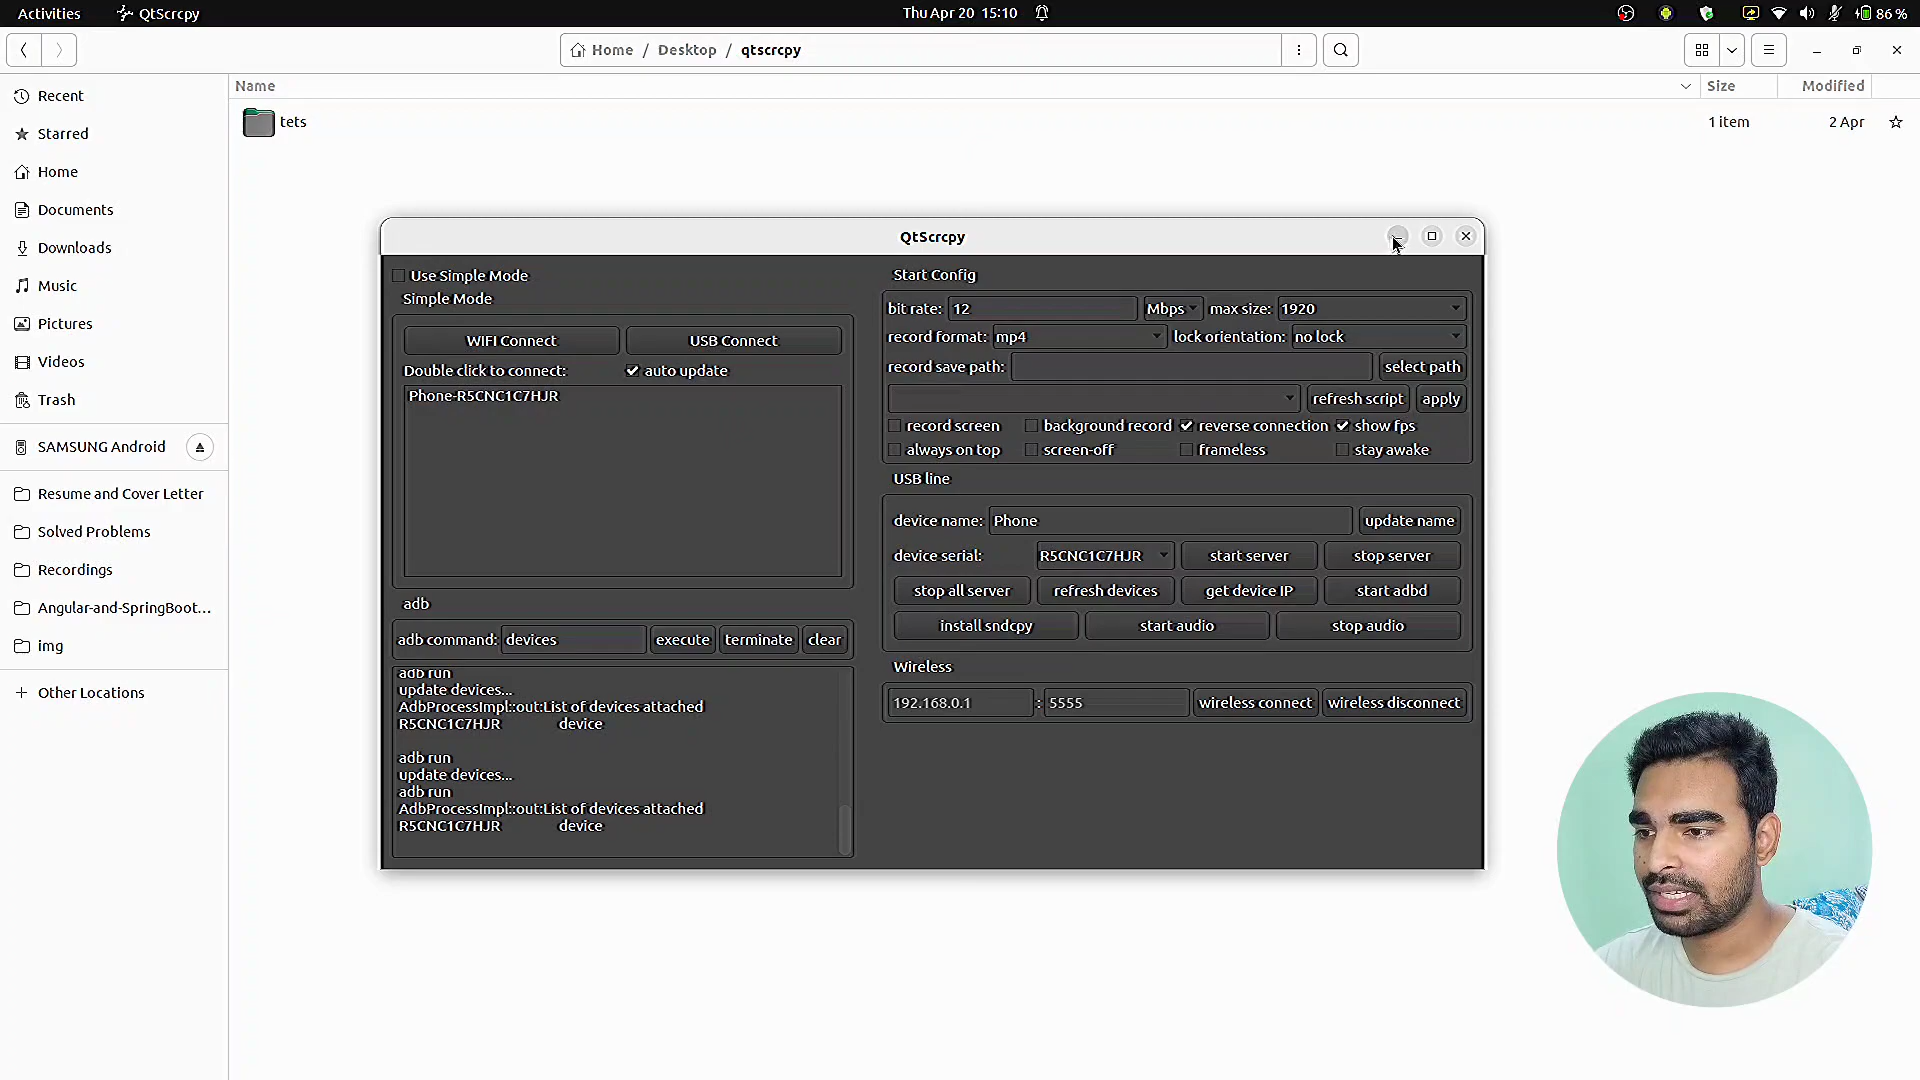 Activities QtScrcpy Thu Apr 20 15:10 86 %
Home / Desktop / qtscrcpy
Name Size Modified
tets 1 item 2 Apr
Recent
Starred
Home
Documents
Downloads
Music
Pictures
Videos
Trash
SAMSUNG Android
Resume and Cover Letter
Solved Problems
Recordings
Angular-and-SpringBoot...
img
+ Other Locations
QtScrcpy
Use Simple Mode
Simple Mode
WIFI Connect USB Connect
Double click to connect: auto update
Phone-R5CNC1C7HJR
adb
adb command: devices execute terminate clear
adb run
update devices...
AdbProcessImpl::out:List of devices attached
R5CNC1C7HJR device
adb run
update devices...
adb run
AdbProcessImpl::out:List of devices attached
R5CNC1C7HJR device
Start Config
bit rate: 12 Mbps max size: 1920
record format: mp4 lock orientation: no lock
record save path: select path
refresh script apply
record screen background record reverse connection show fps
always on top screen-off frameless stay awake
USB line
device name: Phone update name
device serial: R5CNC1C7HJR start server stop server
stop all server refresh devices get device IP start adbd
install sndcpy start audio stop audio
Wireless
192.168.0.1 : 5555 wireless connect wireless disconnect